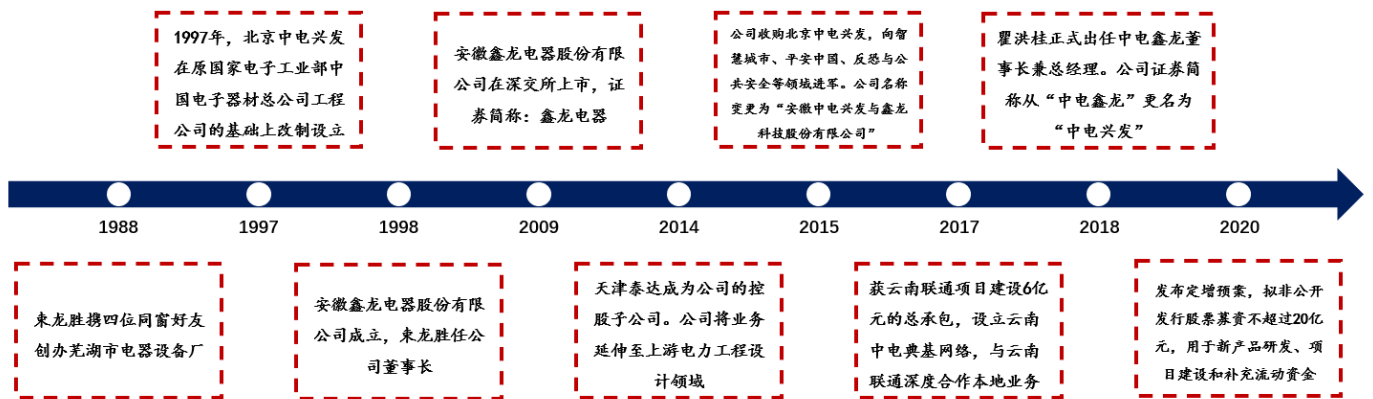 1997年，北京中电兴发
在原国家电子工业部中
国电子器材总公司工程
公司的基础上改制设立
安徽鑫龙电器股份有限
公司在深交所上市，证
券简称：鑫龙电器
公司收购北京中电兴发，向智
慧城市、平安中国、反恐与公
共安全等领域进军。公司名称
变更为“安徽中电兴发与鑫龙
科技股份有限公司”
瞿洪桂正式出任中电鑫龙董
事长兼总经理。公司证券简
称从“中电鑫龙”更名为
“中电兴发”
1988
1997
1998
2009
2014
2015
2017
2018
2020
束龙胜携四位同窗好友
创办芜湖市电器设备厂
安徽鑫龙电器股份有限
公司成立，束龙胜任公
司董事长
天津泰达成为公司的控
股子公司。公司将业务
延伸至上游电力工程设
计领域
获云南联通项目建设6亿
元的总承包，设立云南
中电典基网络，与云南
联通深度合作本地业务
发布定增预案，拟非公开
发行股票募资不超过20亿
元，用于新产品研发、项
目建设和补充流动资金